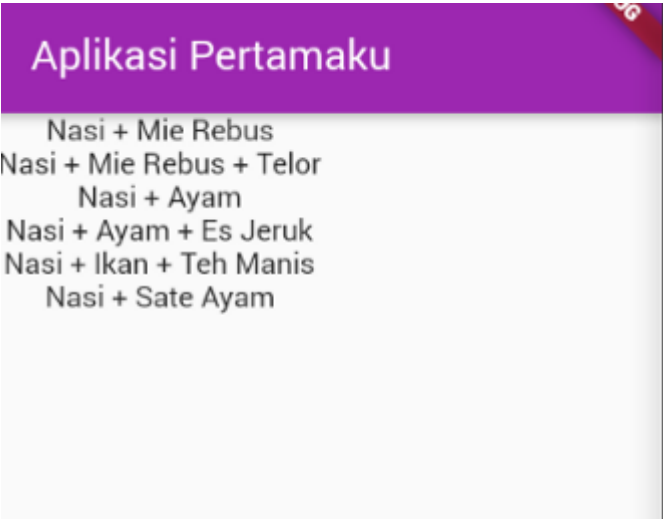 Aplikasi Pertamaku
Nasi + Mie Rebus
Nasi + Mie Rebus + Telor
Nasi + Ayam
Nasi + Ayam + Es Jeruk
Nasi + Ikan + Teh Manis
Nasi + Sate Ayam